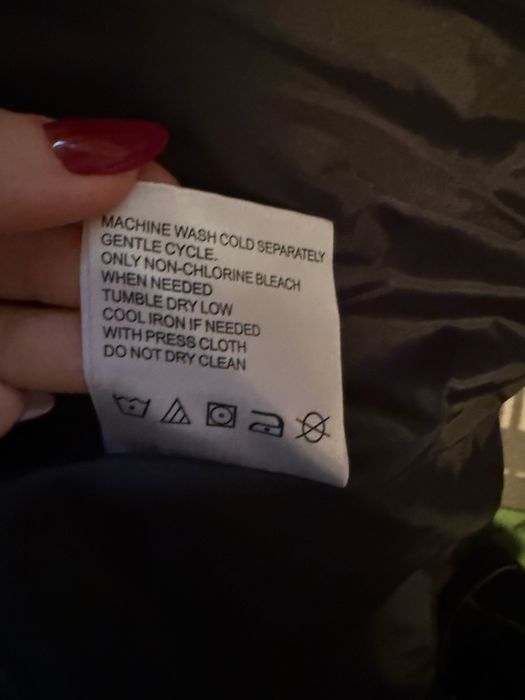 MACHINE WASH COLD SEPARATELY
GENTLE CYCLE.
ONLY NON-CHLORINE BLEACH
WHEN NEEDED
TUMBLE DRY LOW
COOL IRON IF NEEDED
WITH PRESS CLOTH
DO NOT DRY CLEAN